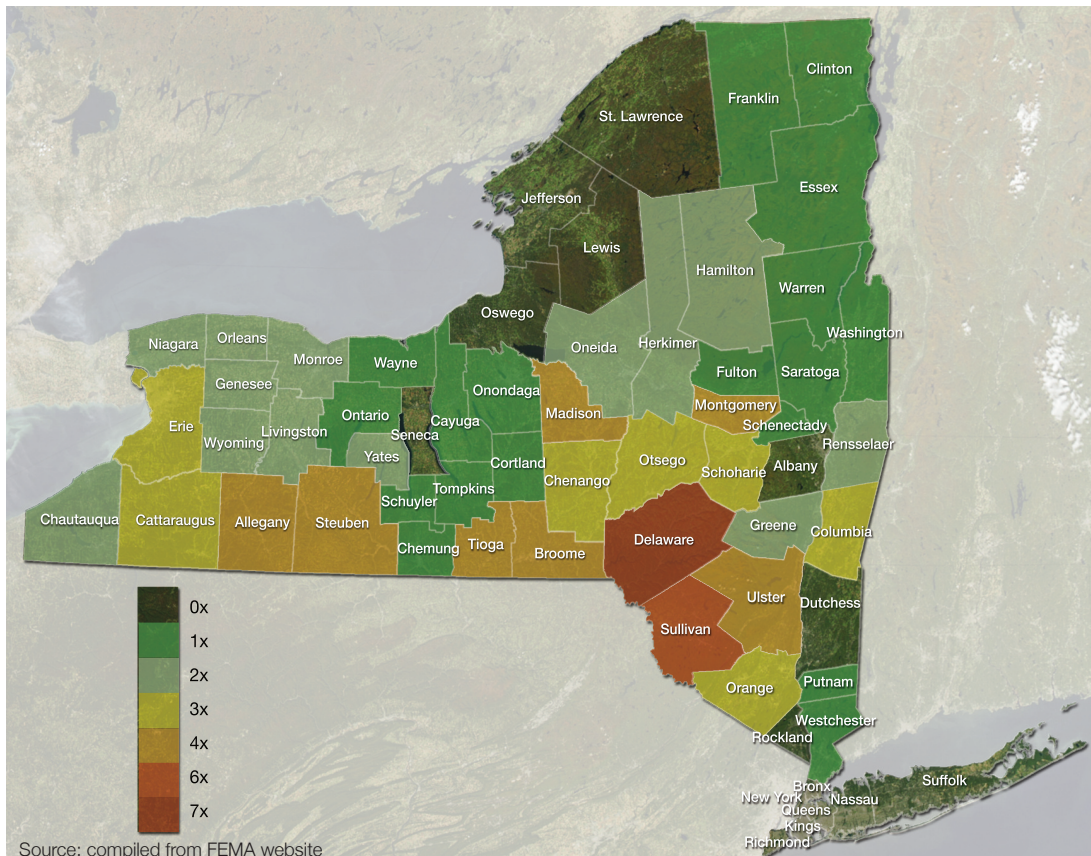 Clinton
Franklin
St. Lawrence
Essex
Jefferson
Lewis
Hamilton
Warren
Oswego
Washington
Niagara
Orleans
Oneida
Herkimer
Monroe
Wayne
Fulton
Saratoga
Genesee
Onondaga
Montgomery
Madison
Ontario
Cayuga
Erie
Schenectady
Livingston
Seneca
Wyoming
Rensselaer
Yates
Cortland
Otsego
Albany
Schoharie
Chenango
Tompkins
Schuyler
Chautauqua
Cattaraugus
Allegany
Steuben
Greene
Columbia
Delaware
Tioga
Chemung
Broome
Ulster
Dutchess
Sullivan
Putnam
Orange
Westchester
Rockland
Suffolk
Bronx
New York
Nassau
Queens
Kings
Richmond
0x
1x
2x
3x
4x
6x
7x
Source: compiled from FEMA website